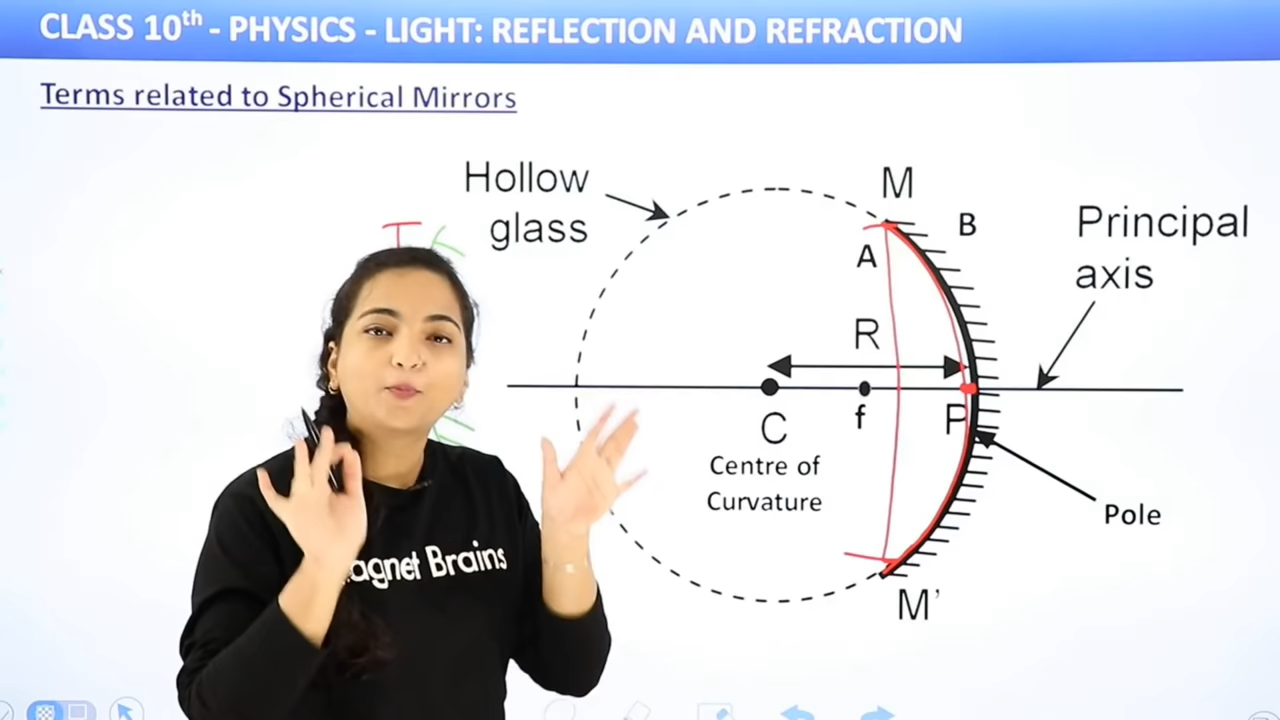 CLASS 10th - PHYSICS - LIGHT: REFLECTION AND REFRACTION
Terms related to Spherical Mirrors
Hollow
glass
M
B
A
Principal
axis
R
C
f
P
Centre of
Curvature
Pole
M'
agnet Brains